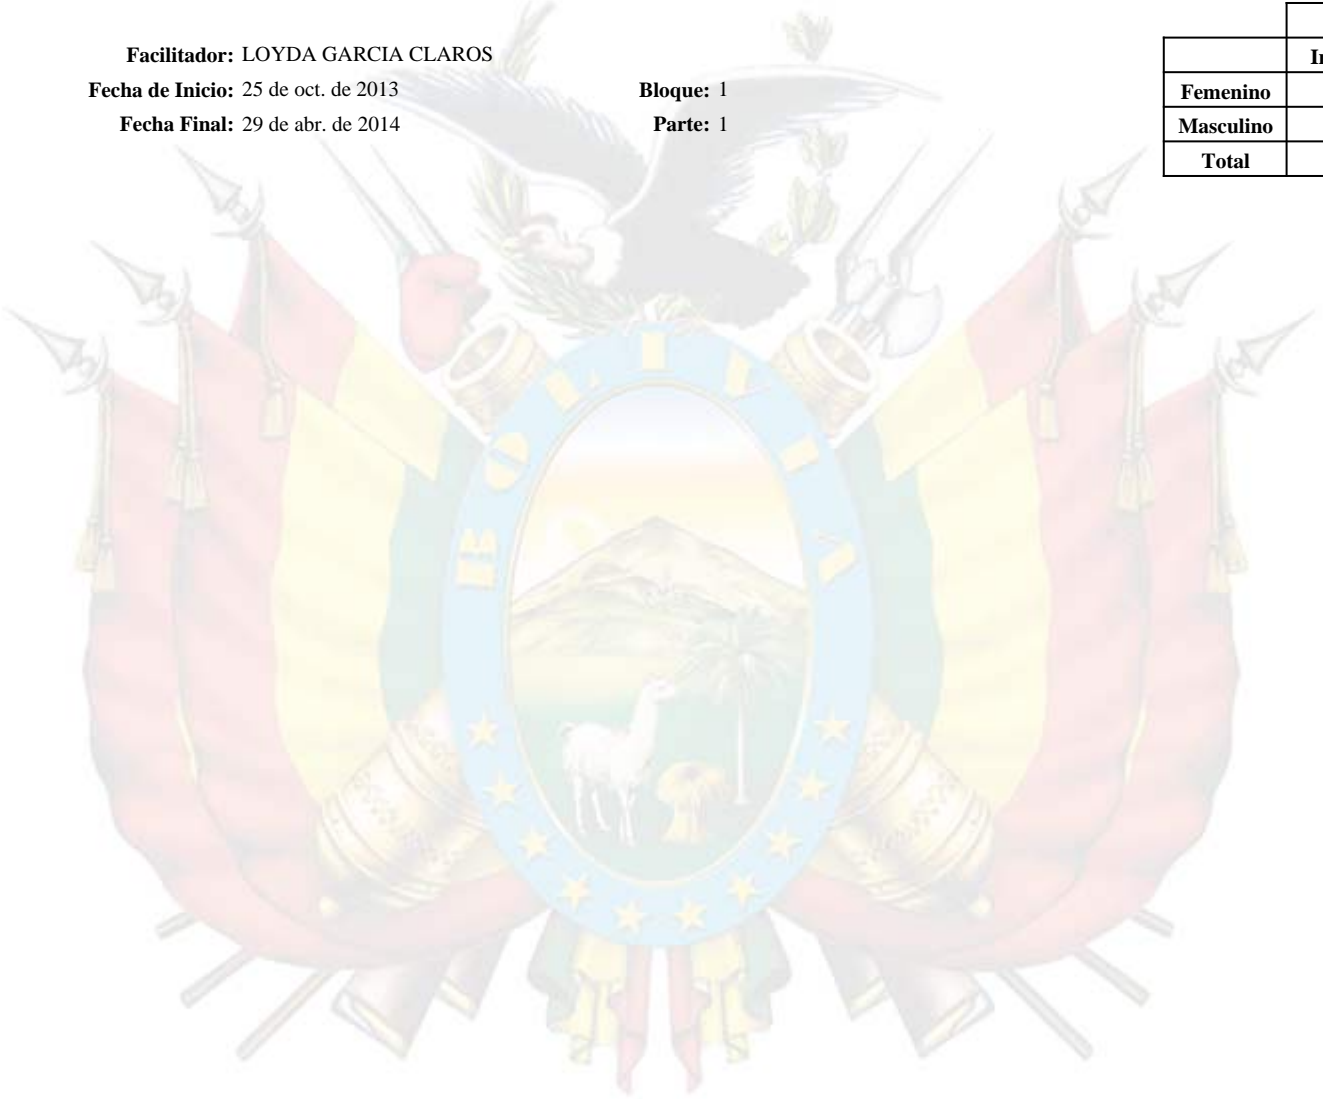 Facilitador: LOYDA GARCIA CLAROS
Fecha de Inicio: 25 de oct. de 2013 Bloque: 1
Fecha Final: 29 de abr. de 2014 Parte: 1
Femenino
Masculino
Total
BOLIVIA